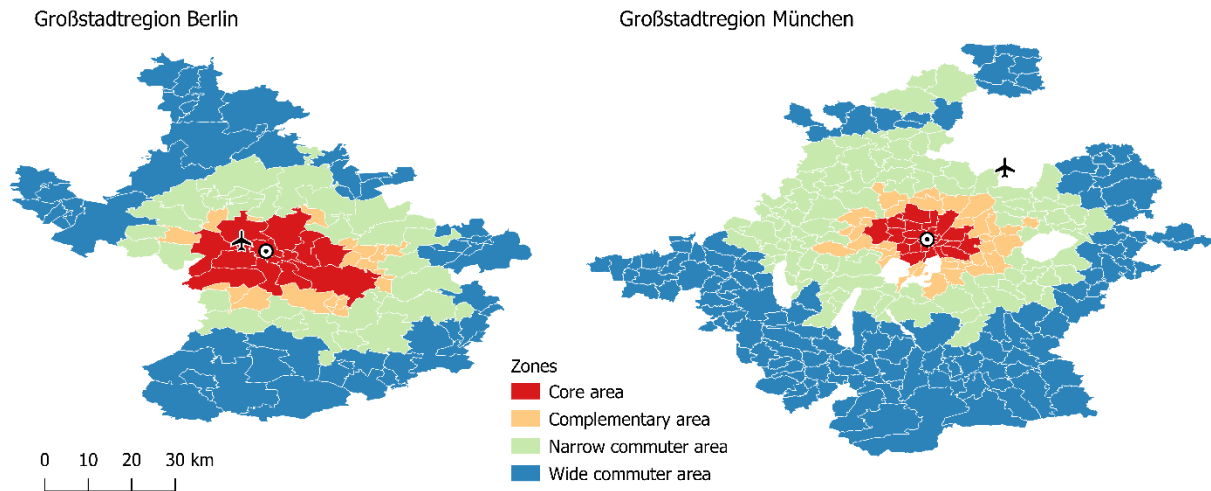 Großstadtregion Berlin
Großstadtregion München
Zones
Core area
Complementary area
Narrow commuter area
Wide commuter area
0 10 20 30 km